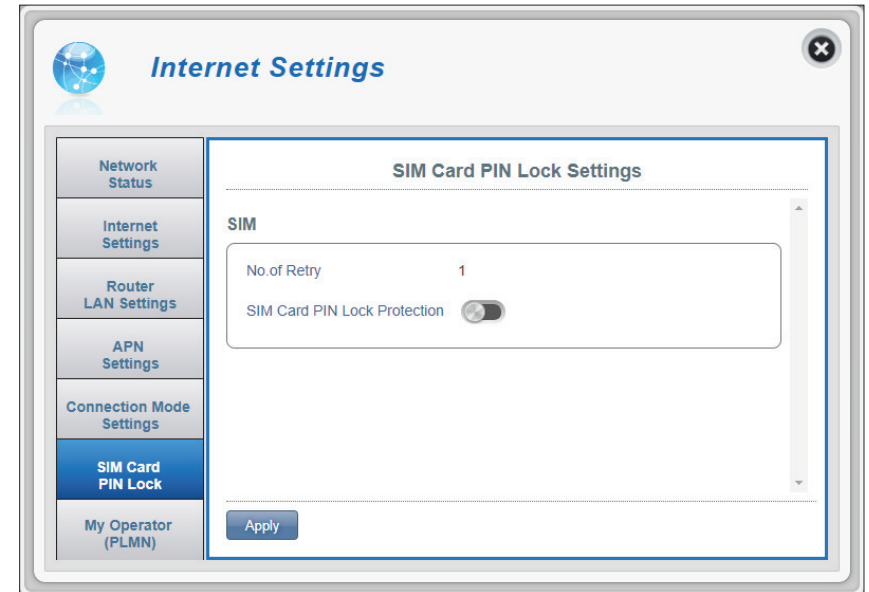 Internet Settings
Network
Status
Internet
Settings
Router
LAN Settings
APN
Settings
Connection Mode
Settings
SIM Card
PIN Lock
My Operator
(PLMN)
SIM Card PIN Lock Settings
SIM
No.of Retry 1
SIM Card PIN Lock Protection
Apply